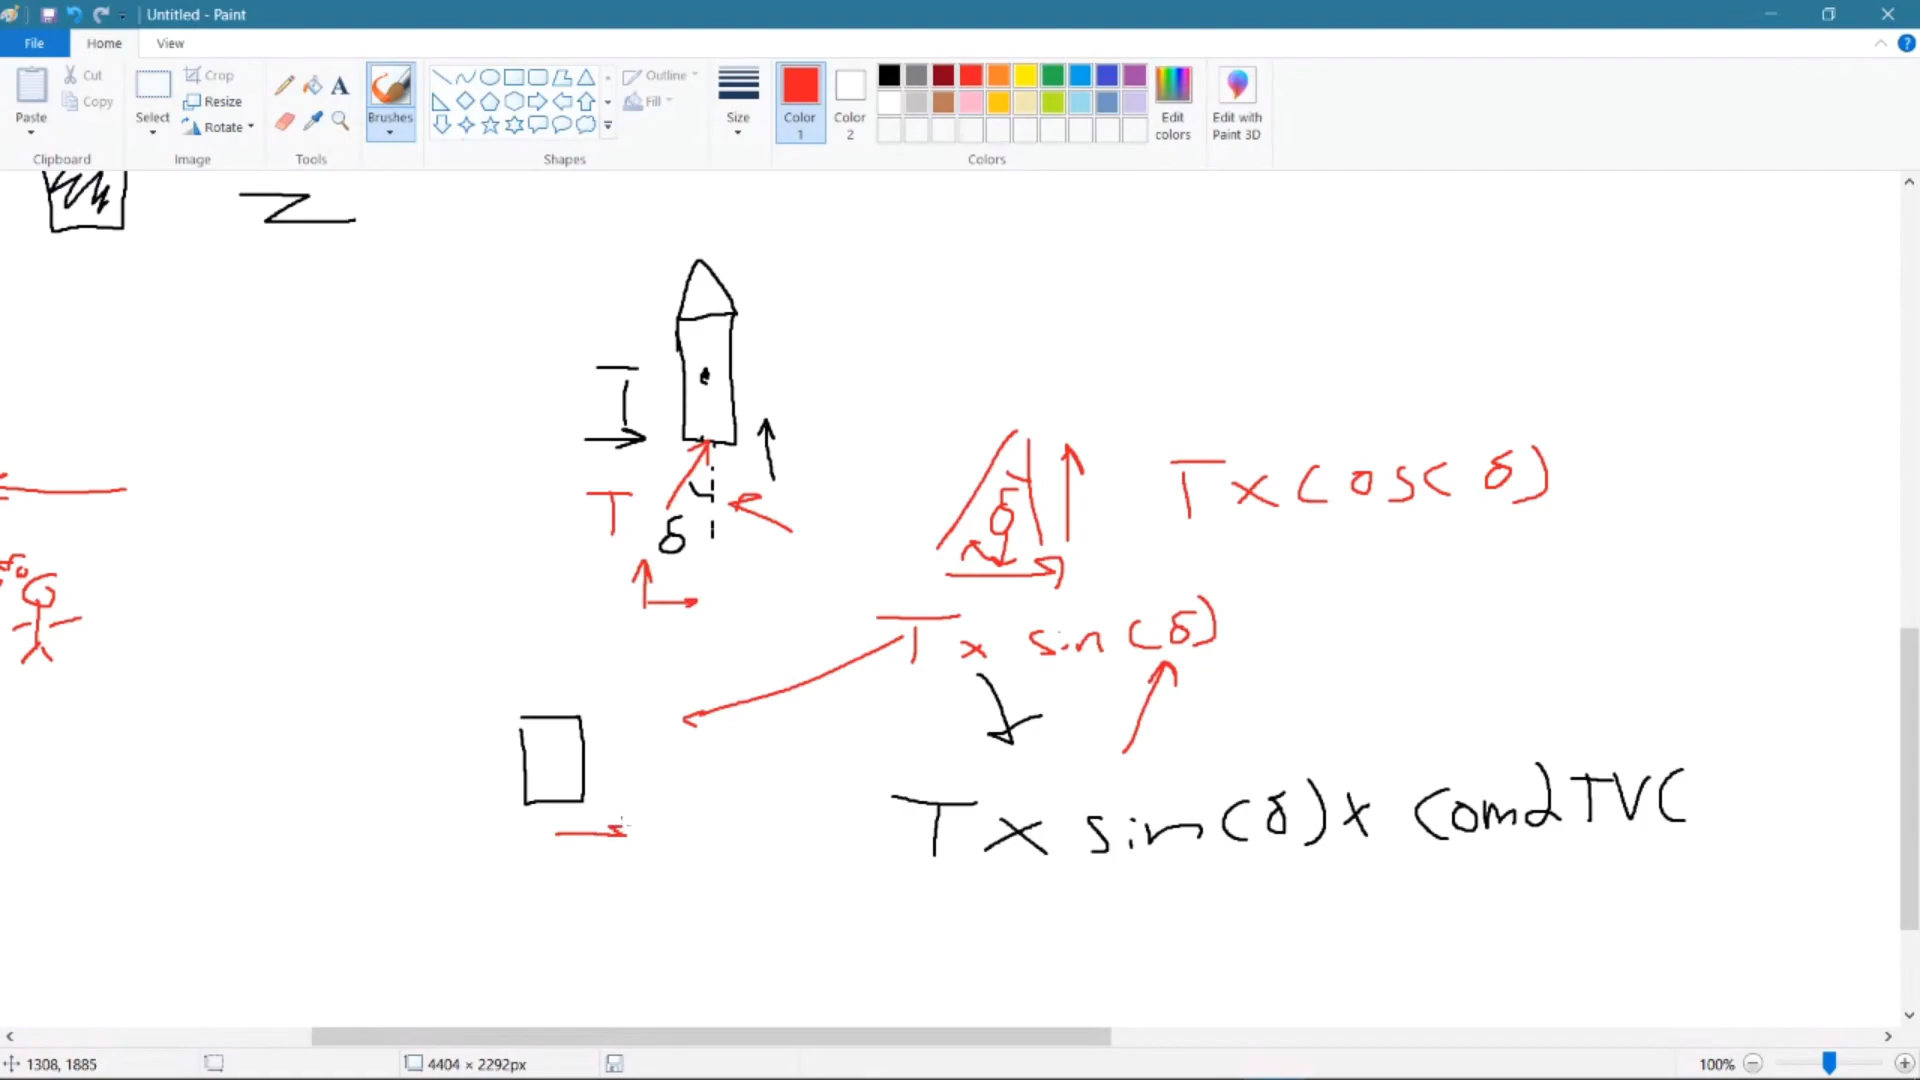 Untitled - Paint
File Home View
Cut
Copy
Paste
Clipboard
Crop
Resize
Rotate
Select
Image
Tools
Brushes
Outline
Fill
Shapes
Size
Color 1
Color 2
Edit colors
Edit with Paint 3D
Colors
Z
T
T
δ
δ
T x cos(δ)
T x sin(δ)
T x sin(δ) x Com2TVC
1308, 1885
4404 × 2292px
100%